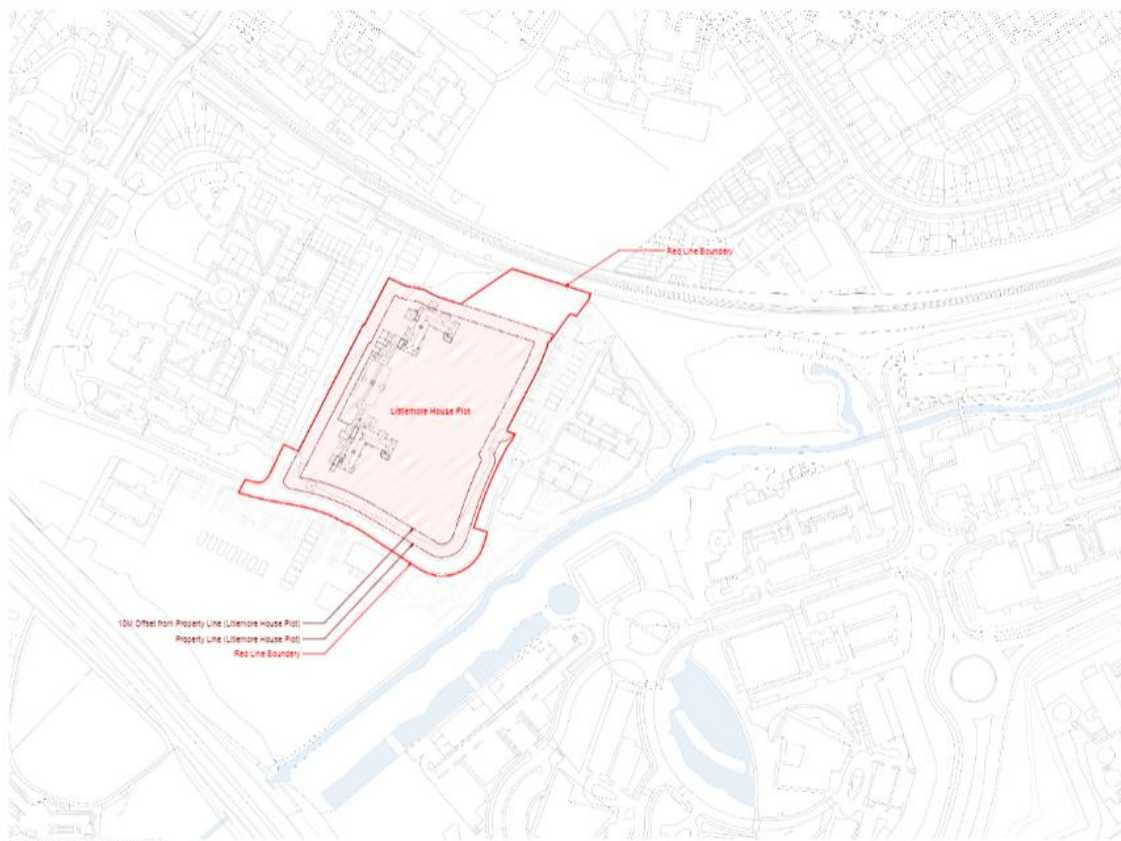 Red Line Boundary
Littlemore House Plot
10M Offset from Property Line (Littlemore House Plot)
Property Line (Littlemore House Plot)
Red Line Boundary